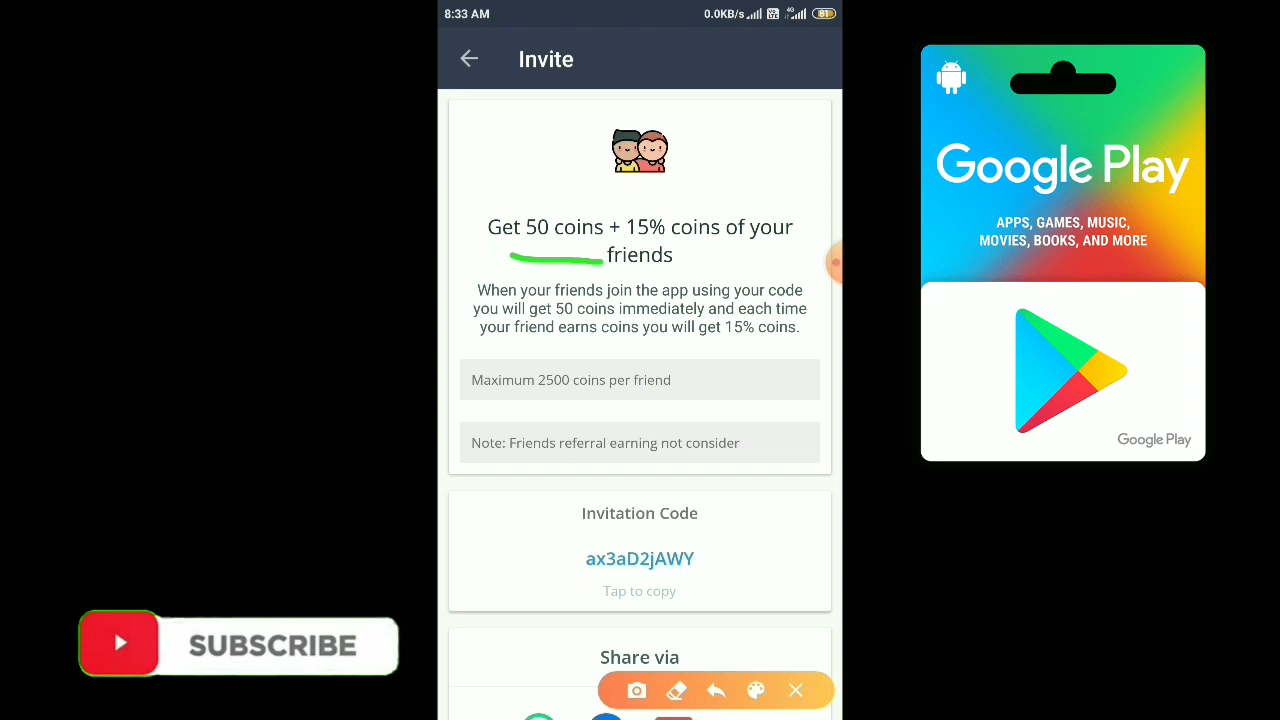 8:33 AM
0.0KB/s
4G
81
Invite
Get 50 coins + 15% coins of your
friends
When your friends join the app using your code
you will get 50 coins immediately and each time
your friend earns coins you will get 15% coins.
Maximum 2500 coins per friend
Note: Friends referral earning not consider
Invitation Code
ax3aD2jAWY
Tap to copy
Share via
Google Play
APPS, GAMES, MUSIC,
MOVIES, BOOKS, AND MORE
Google Play
SUBSCRIBE